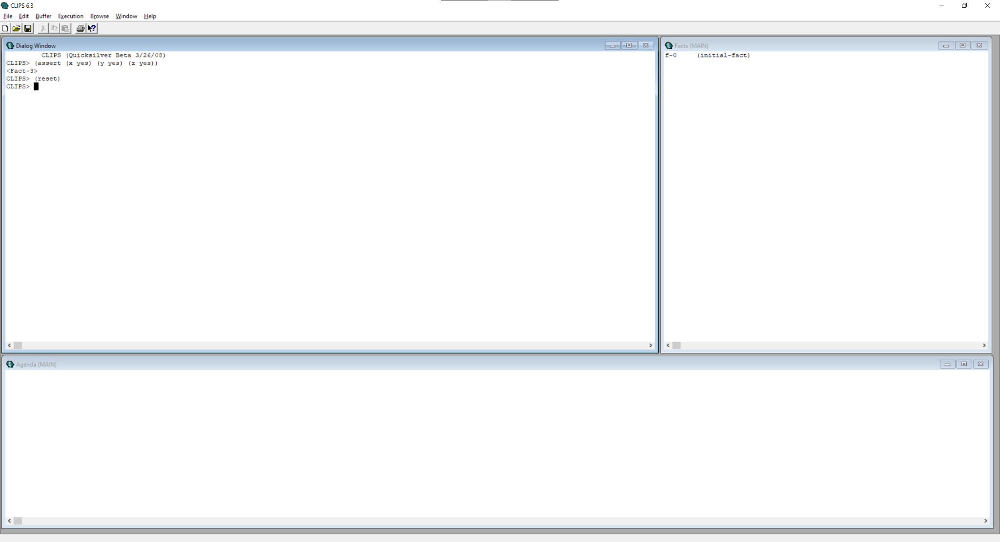 CLIPS 6.3
File Edit Buffer Execution Browse Window Help
Dialog Window
CLIPS (Quicksilver Beta 3/26/08)
CLIPS> (assert (x yes) (y yes) (z yes))
<Fact-3>
CLIPS> (reset)
CLIPS>
Facts (MAIN)
f-0 (initial-fact)
Agenda (MAIN)